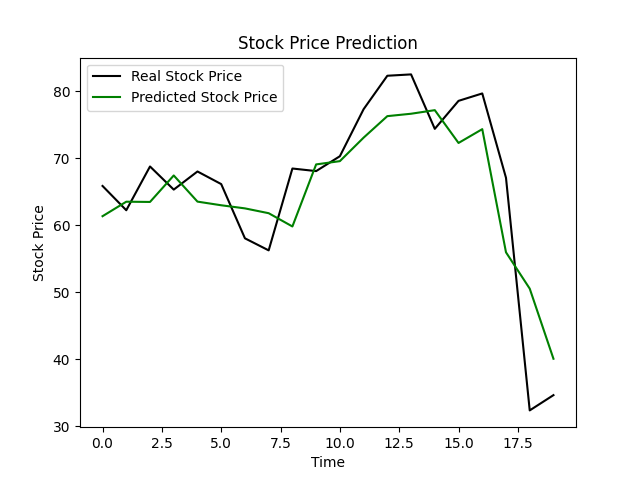 Stock Price Prediction
Real Stock Price
Predicted Stock Price
Stock Price
80
70
60
50
40
30
0.0 2.5 5.0 7.5 10.0 12.5 15.0 17.5
Time